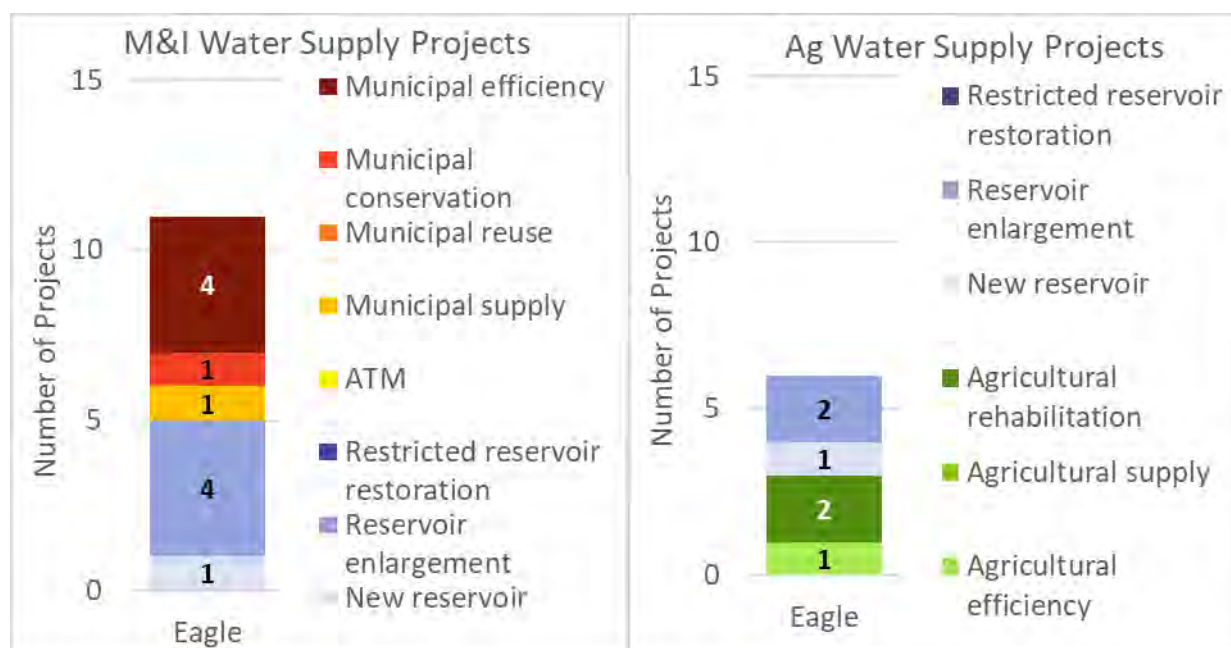 M&I Water Supply Projects
15
10
5
0
Number of Projects
4
1
1
4
1
Eagle
Municipal efficiency
Municipal
conservation
Municipal reuse
Municipal supply
ATM
Restricted reservoir
restoration
Reservoir
enlargement
New reservoir
Ag Water Supply Projects
15
10
5
0
Number of Projects
2
1
2
1
Eagle
Restricted reservoir
restoration
Reservoir
enlargement
New reservoir
Agricultural
rehabilitation
Agricultural supply
Agricultural
efficiency